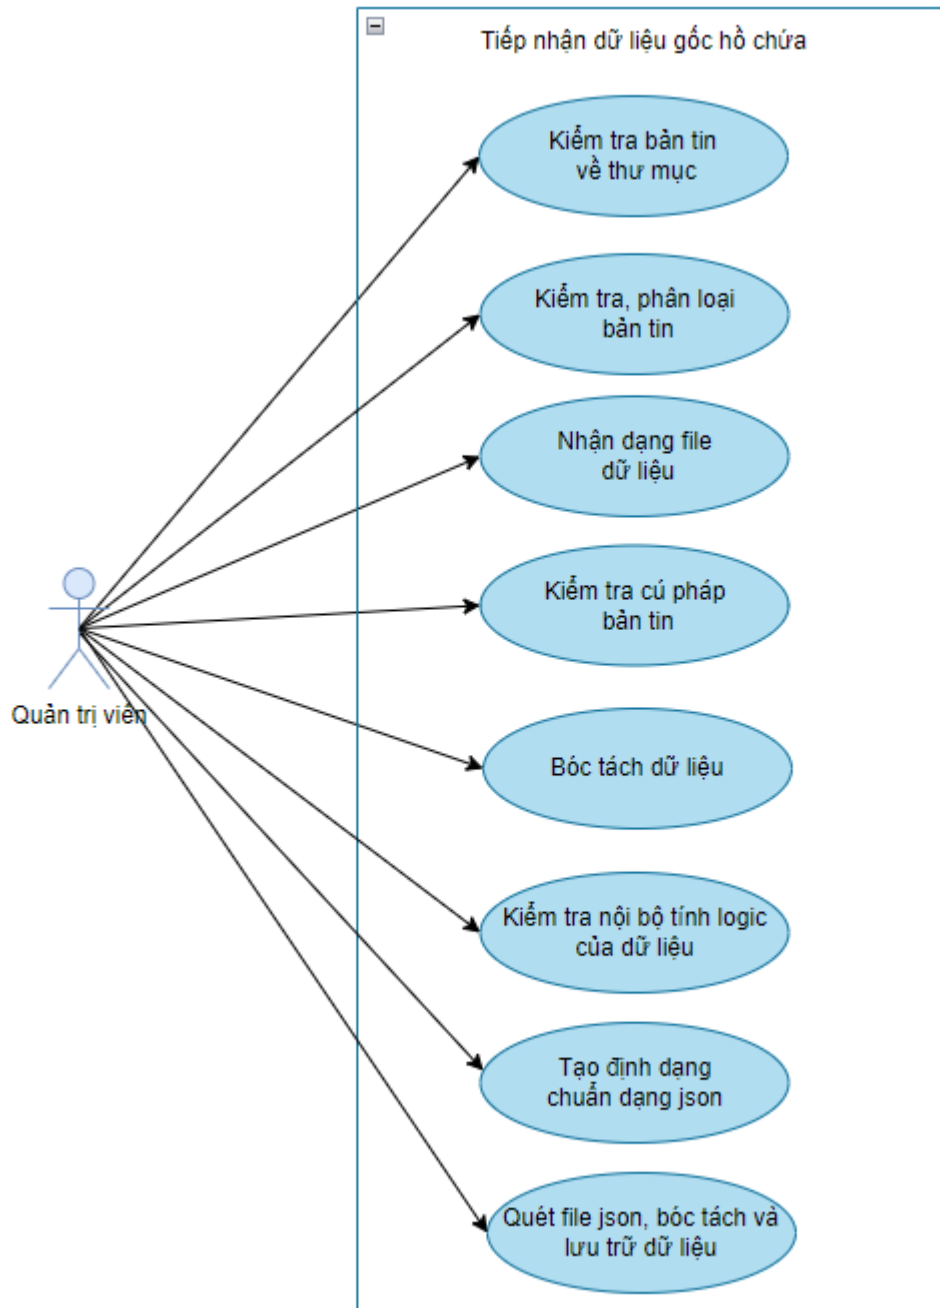 Tiếp nhận dữ liệu gốc hồ chứa
Kiểm tra bản tin
về thư mục
Kiểm tra, phân loại
bản tin
Nhận dạng file
dữ liệu
Kiểm tra cú pháp
bản tin
Quản trị viên
Bóc tách dữ liệu
Kiểm tra nội bộ tính logic
của dữ liệu
Tạo định dạng
chuẩn dạng json
Quét file json, bóc tách và
lưu trữ dữ liệu